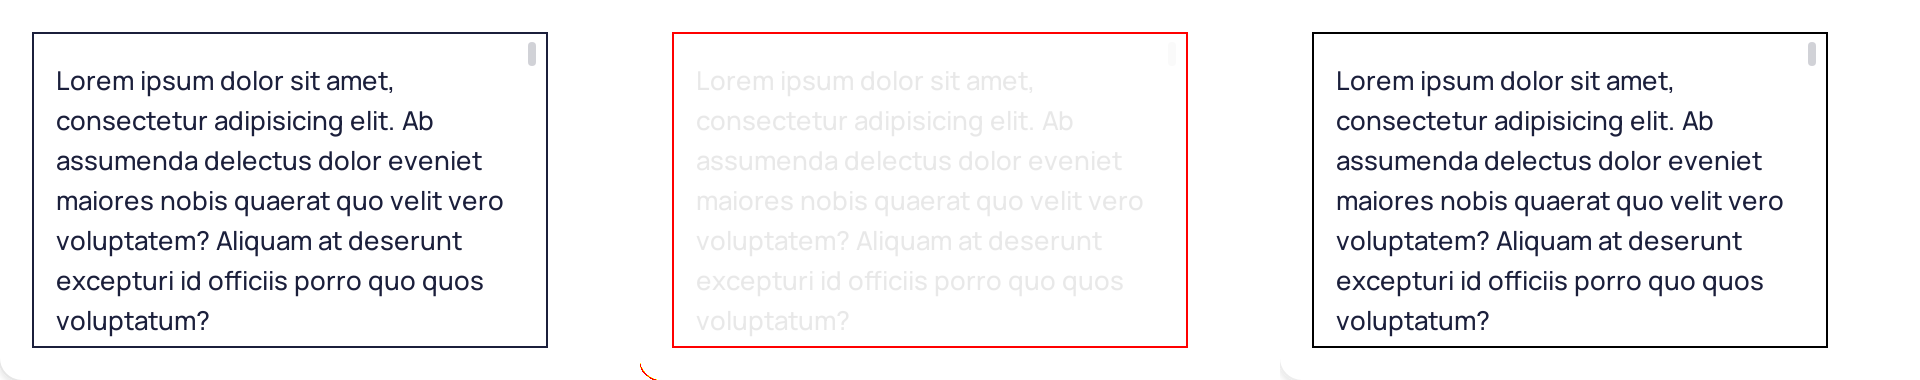 Lorem ipsum dolor sit amet,
consectetur adipisicing elit. Ab
assumenda delectus dolor eveniet
maiores nobis quaerat quo velit vero
voluptatem? Aliquam at deserunt
excepturi id officiis porro quo quos
voluptatum?
Lorem ipsum dolor sit amet,
consectetur adipisicing elit. Ab
assumenda delectus dolor eveniet
maiores nobis quaerat quo velit vero
voluptatem? Aliquam at deserunt
excepturi id officiis porro quo quos
voluptatum?
Lorem ipsum dolor sit amet,
consectetur adipisicing elit. Ab
assumenda delectus dolor eveniet
maiores nobis quaerat quo velit vero
voluptatem? Aliquam at deserunt
excepturi id officiis porro quo quos
voluptatum?